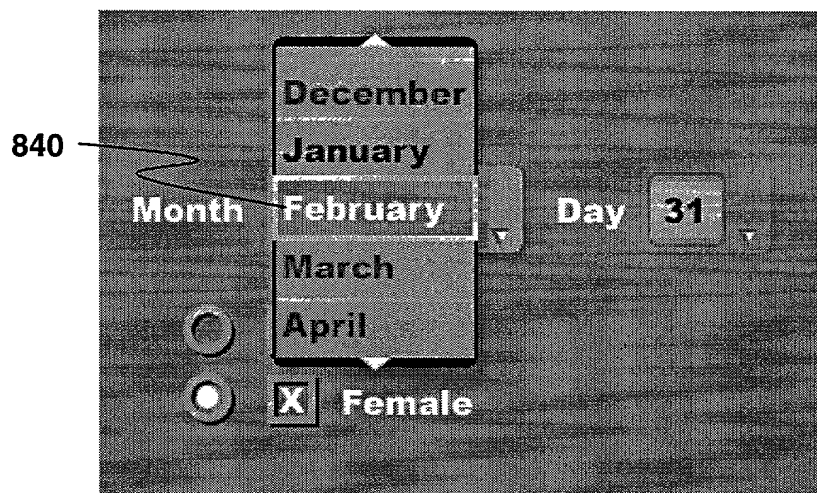 December
840
January
Month February Day 31
March
April
X Female